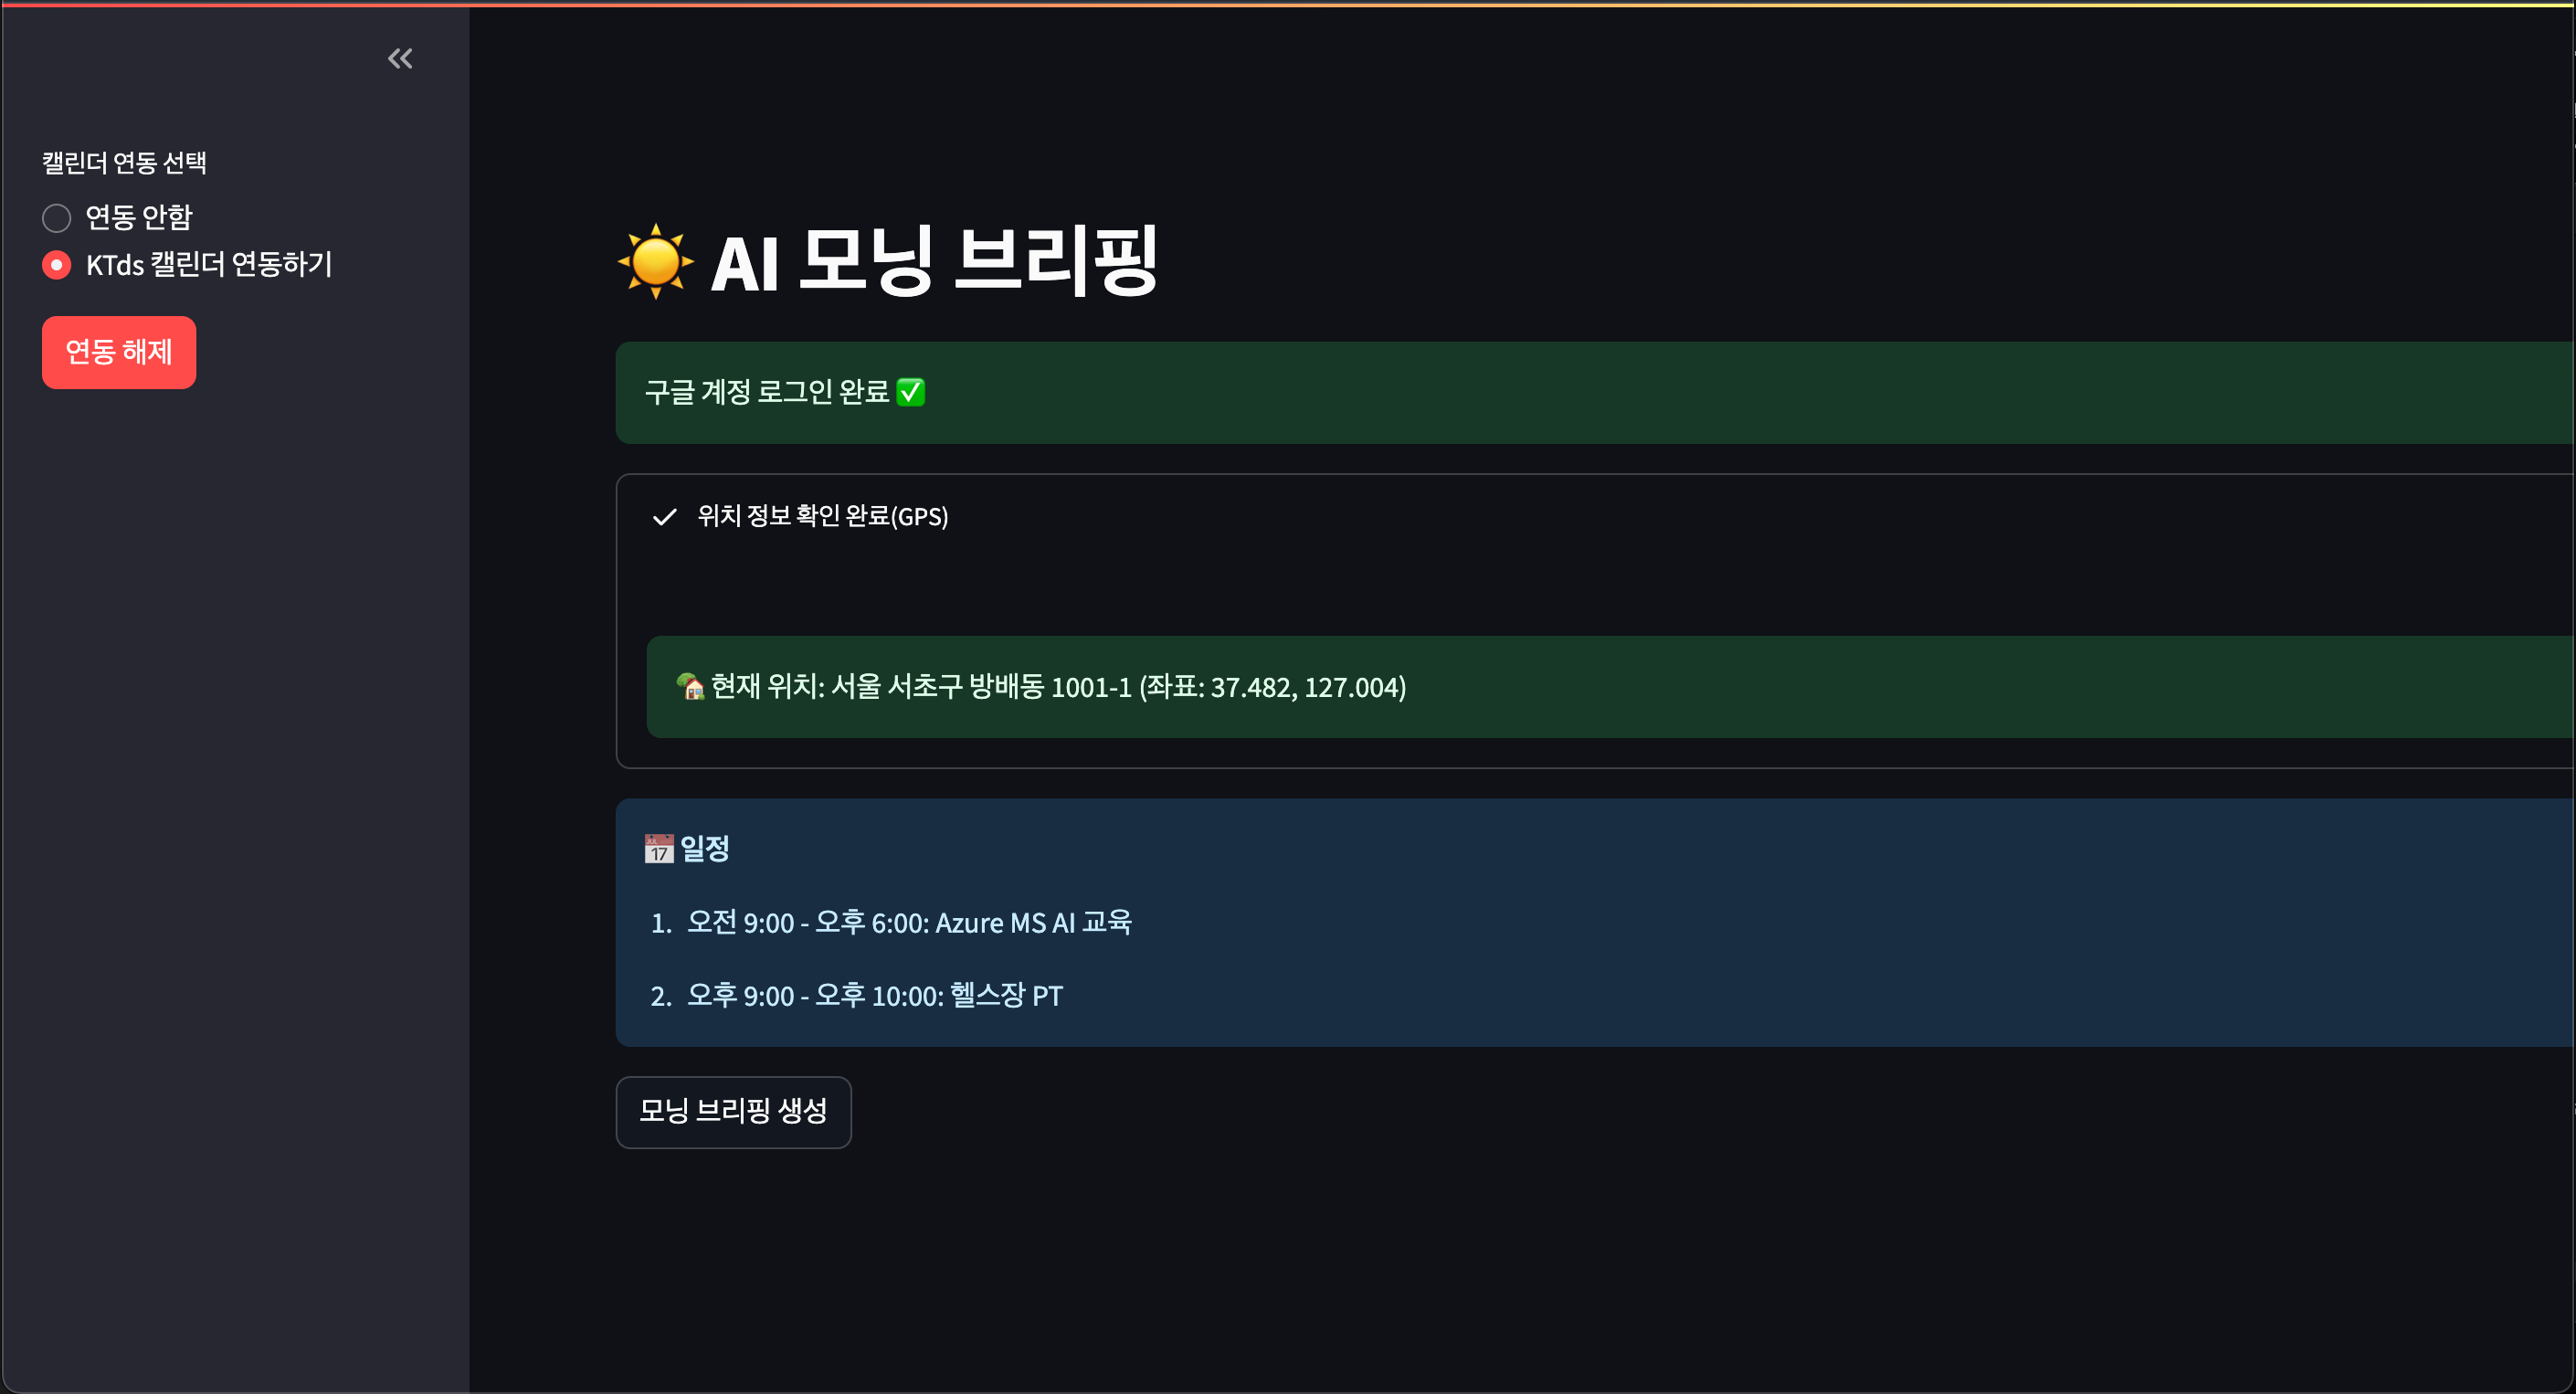 캘린더 연동 선택
연동 안함
KTds 캘린더 연동하기
연동 해제
☀️ AI 모닝 브리핑
구글 계정 로그인 완료 ✅
위치 정보 확인 완료(GPS)
🏡 현재 위치: 서울 서초구 방배동 1001-1 (좌표: 37.482, 127.004)
📅 일정
1. 오전 9:00 - 오후 6:00: Azure MS AI 교육
2. 오후 9:00 - 오후 10:00: 헬스장 PT
모닝 브리핑 생성